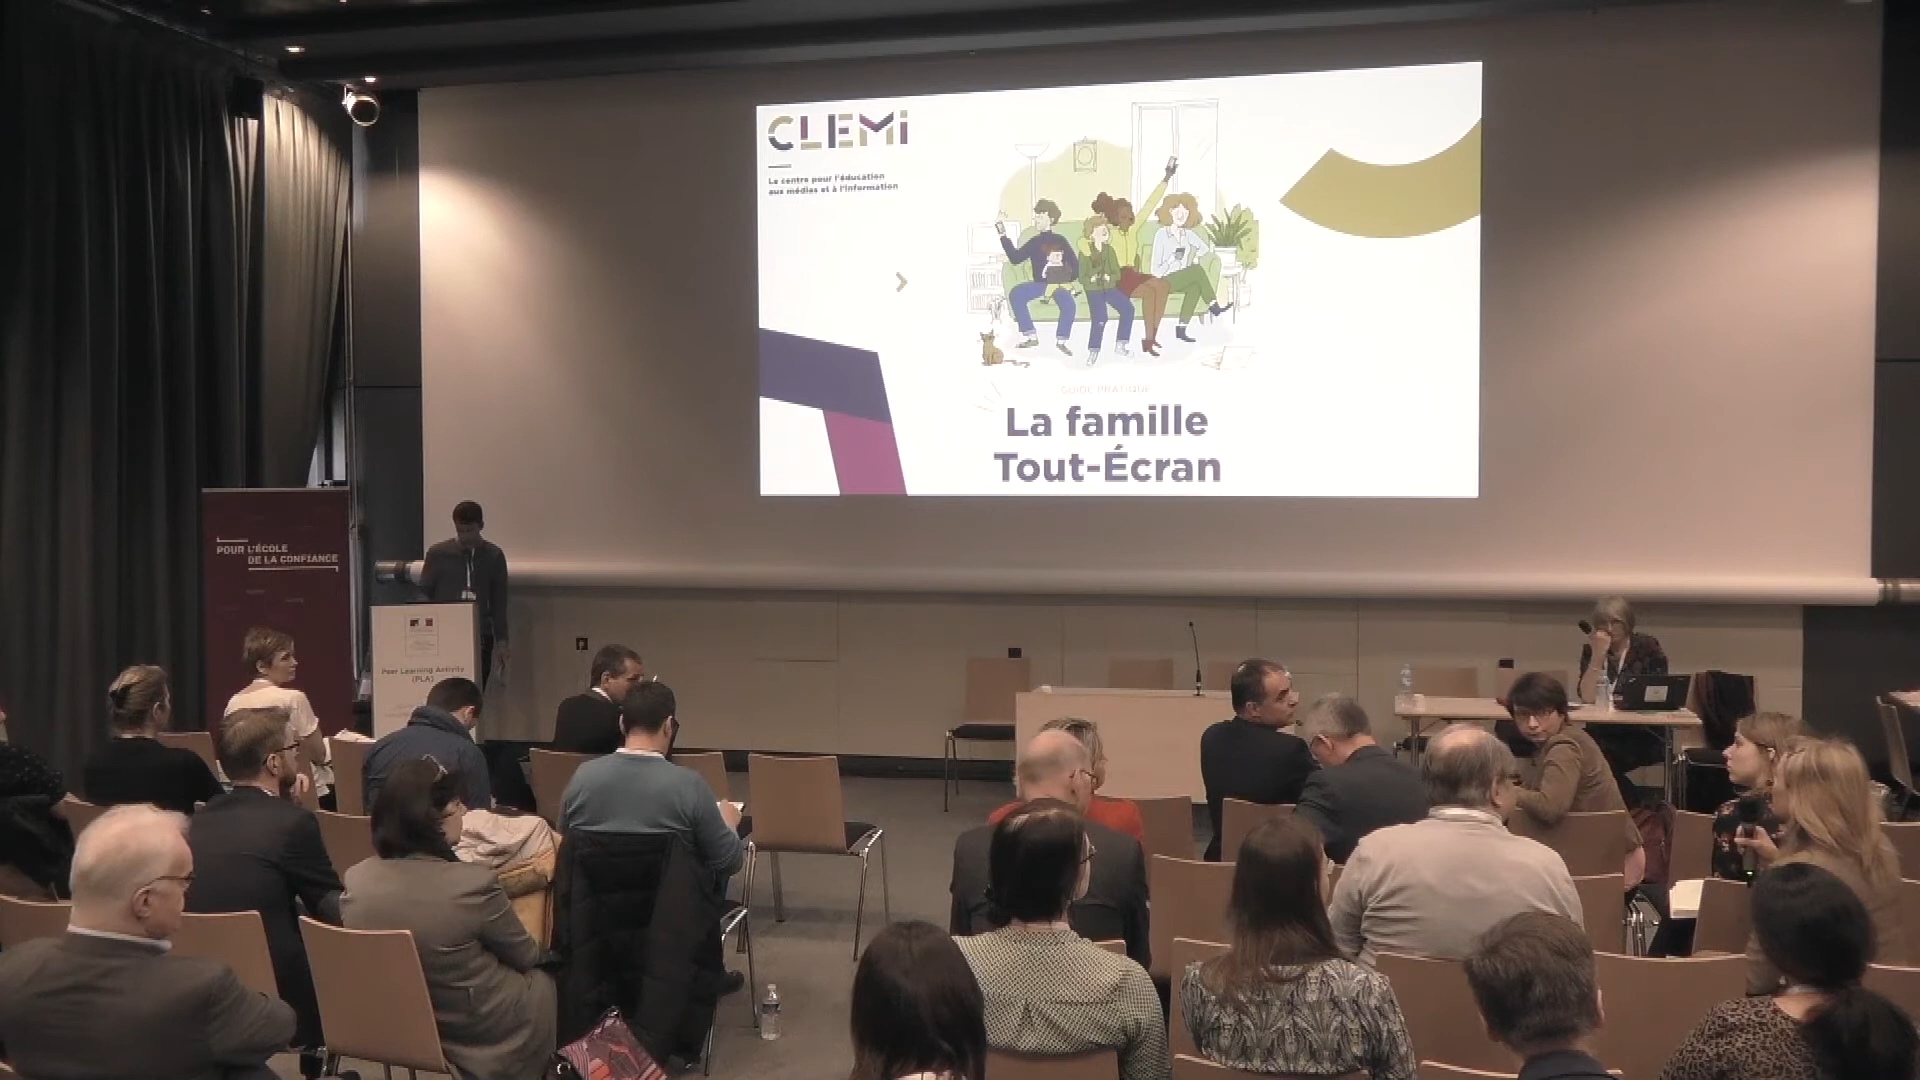 CLEMI
Le centre pour l'éducation
aux médias et à l'information
GUIDE PRATIQUE
La famille
Tout-Écran
POUR L'ÉCOLE
DE LA CONFIANCE
Peer Learning Activity
(PLA)